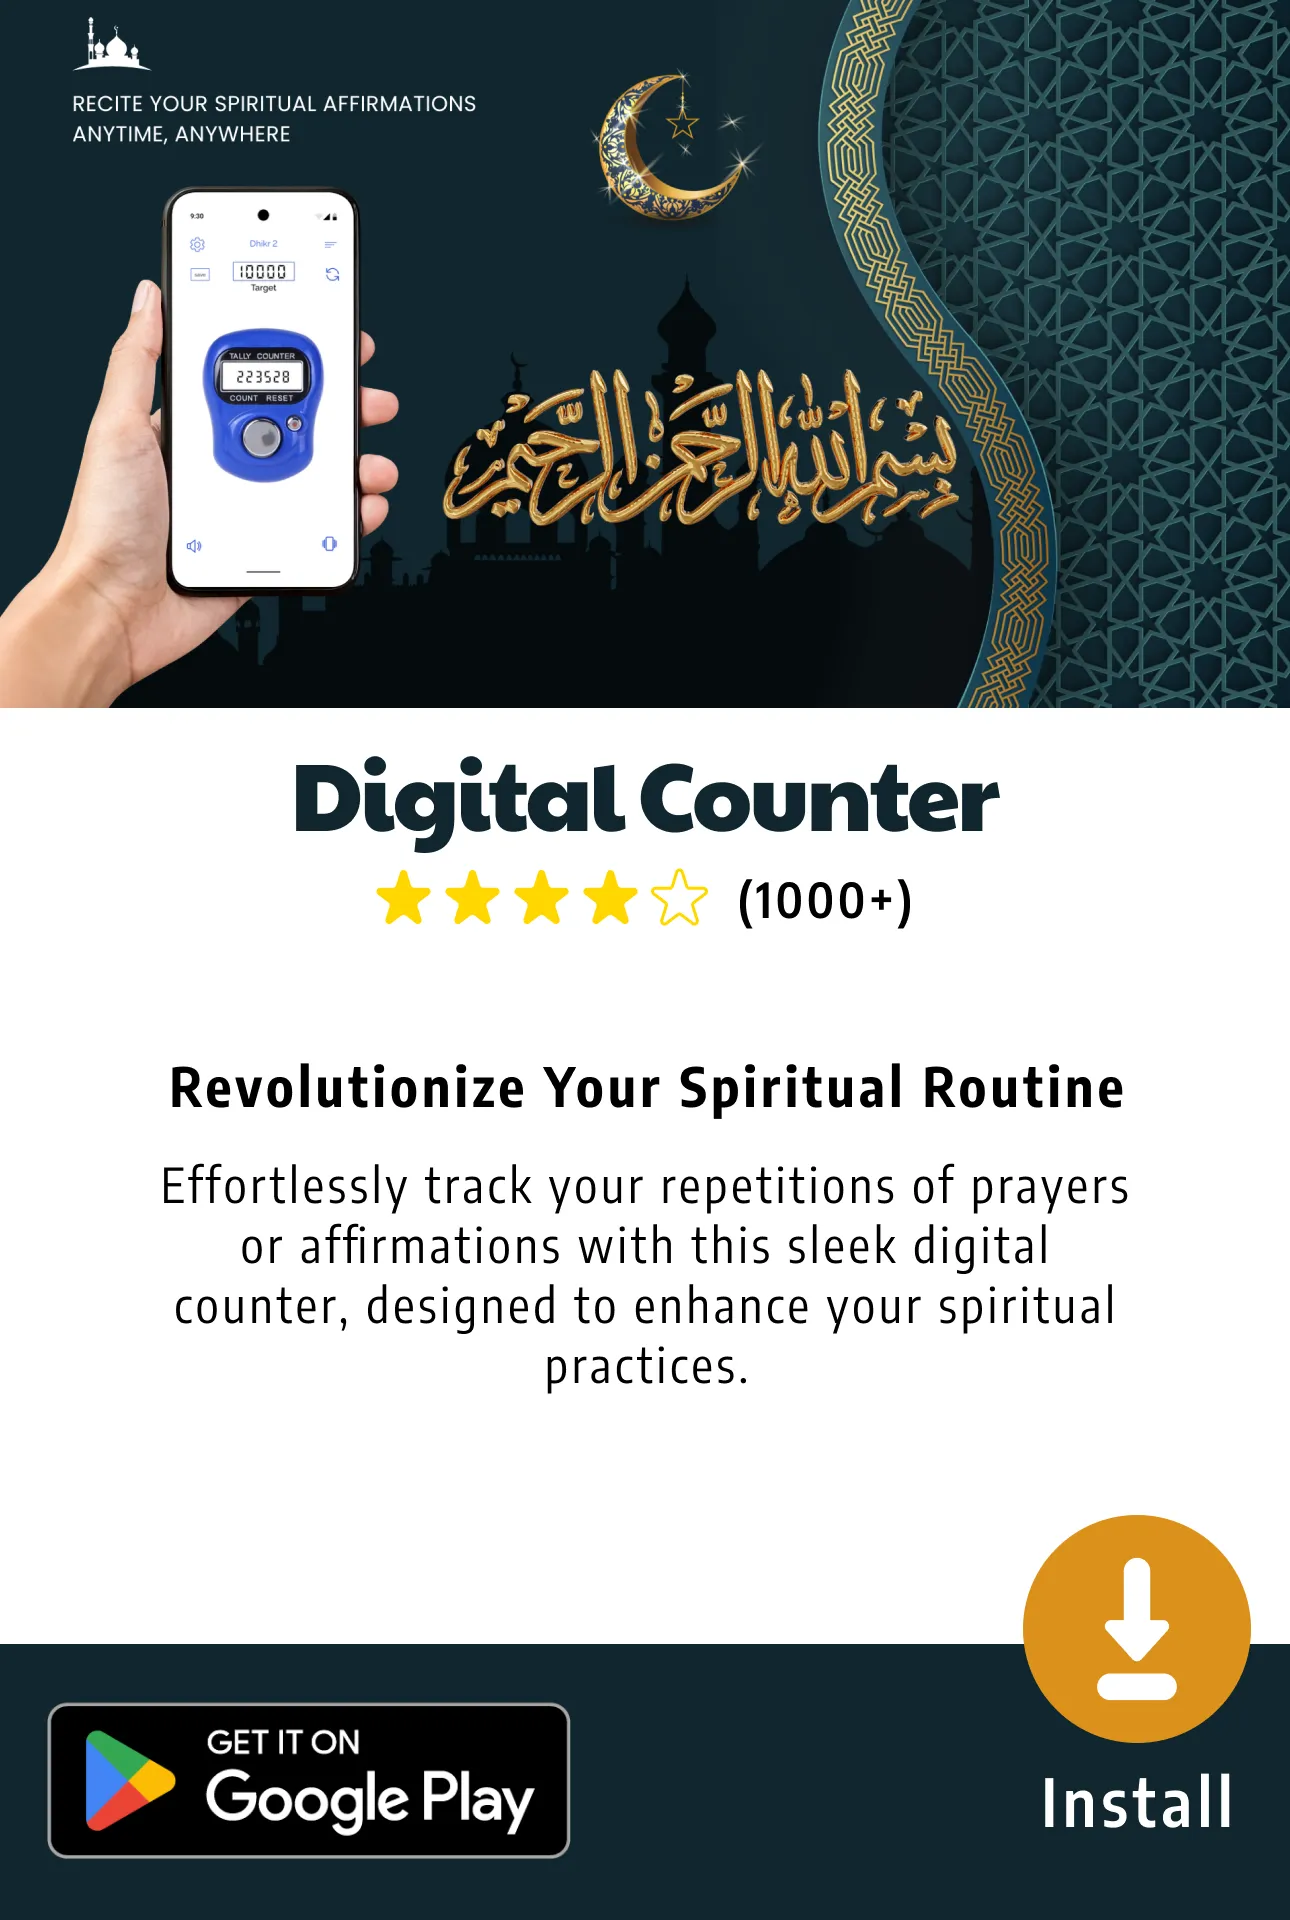 RECITE YOUR SPIRITUAL AFFIRMATIONS
ANYTIME, ANYWHERE
9:30
Dhikr 2
save
10000
Target
TALLY COUNTER
223528
COUNT RESET
بسم الله الرحمن الرحيم
Digital Counter
(1000+)
Revolutionize Your Spiritual Routine
Effortlessly track your repetitions of prayers
or affirmations with this sleek digital
counter, designed to enhance your spiritual
practices.
GET IT ON
Google Play
Install